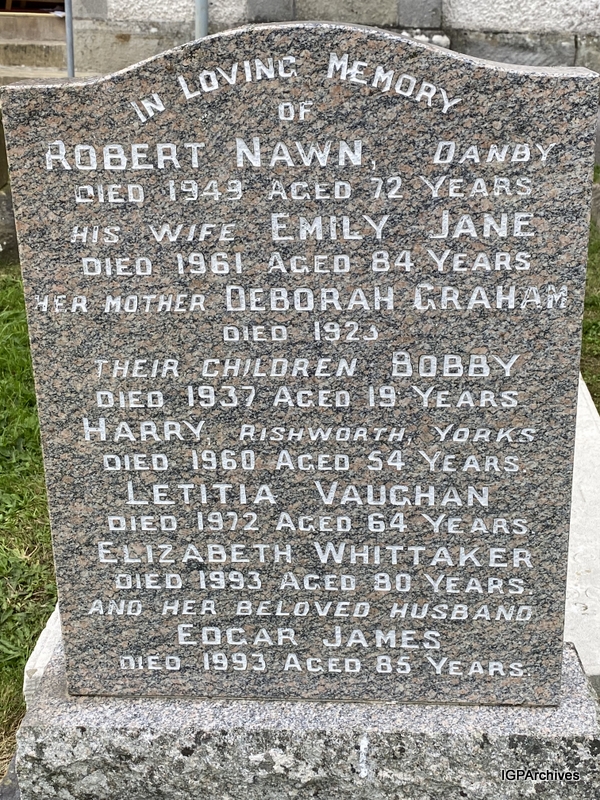 IN LOVING MEMORY
OF
ROBERT NAWN, DANBY
DIED 1949 AGED 72 YEARS
HIS WIFE EMILY JANE
DIED 1961 AGED 84 YEARS
HER MOTHER DEBORAH GRAHAM
DIED
THEIR CHILDREN BOBBY
DIED 1937 AGED 19 YEARS
HARRY, RISHWORTH, YORKS
DIED 1960 AGED 54 YEARS.
LETITIA VAUGHAN
DIED 1972 AGED 64 YEARS.
ELIZABETH WHITTAKER
DIED 1993 AGED YEARS.
AND HER BELOVED HUSBAND
EDGAR JAMES
DIED 1993 AGED 85 YEARS.
IGPArchives